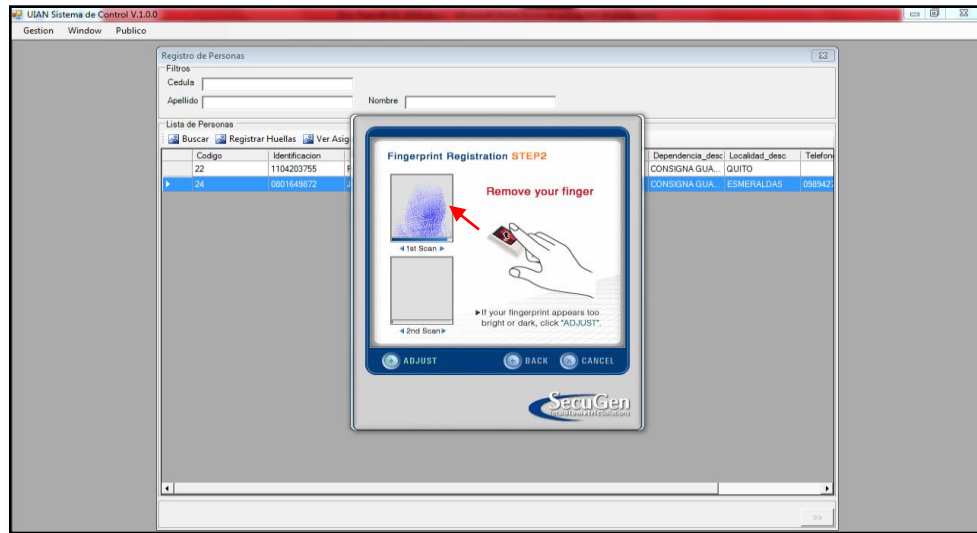 UIAN Sistema de Control V.1.0.0
Gestion Window Publico
Registro de Personas
Filtros
Cedula
Apellido
Nombre
Lista de Personas
Buscar Registrar Huellas Ver Asig
Codigo Identificacion Dependencia_desc Localidad_desc Telefon
22 1104203755 CONSIGNA GUA... QUITO
24 0801649872 CONSIGNA GUA... ESMERALDAS 0989427
Fingerprint Registration STEP2
Remove your finger
1st Scan
2nd Scan
If your fingerprint appears too
bright or dark, click "ADJUST".
ADJUST BACK CANCEL
SecuGen
>>